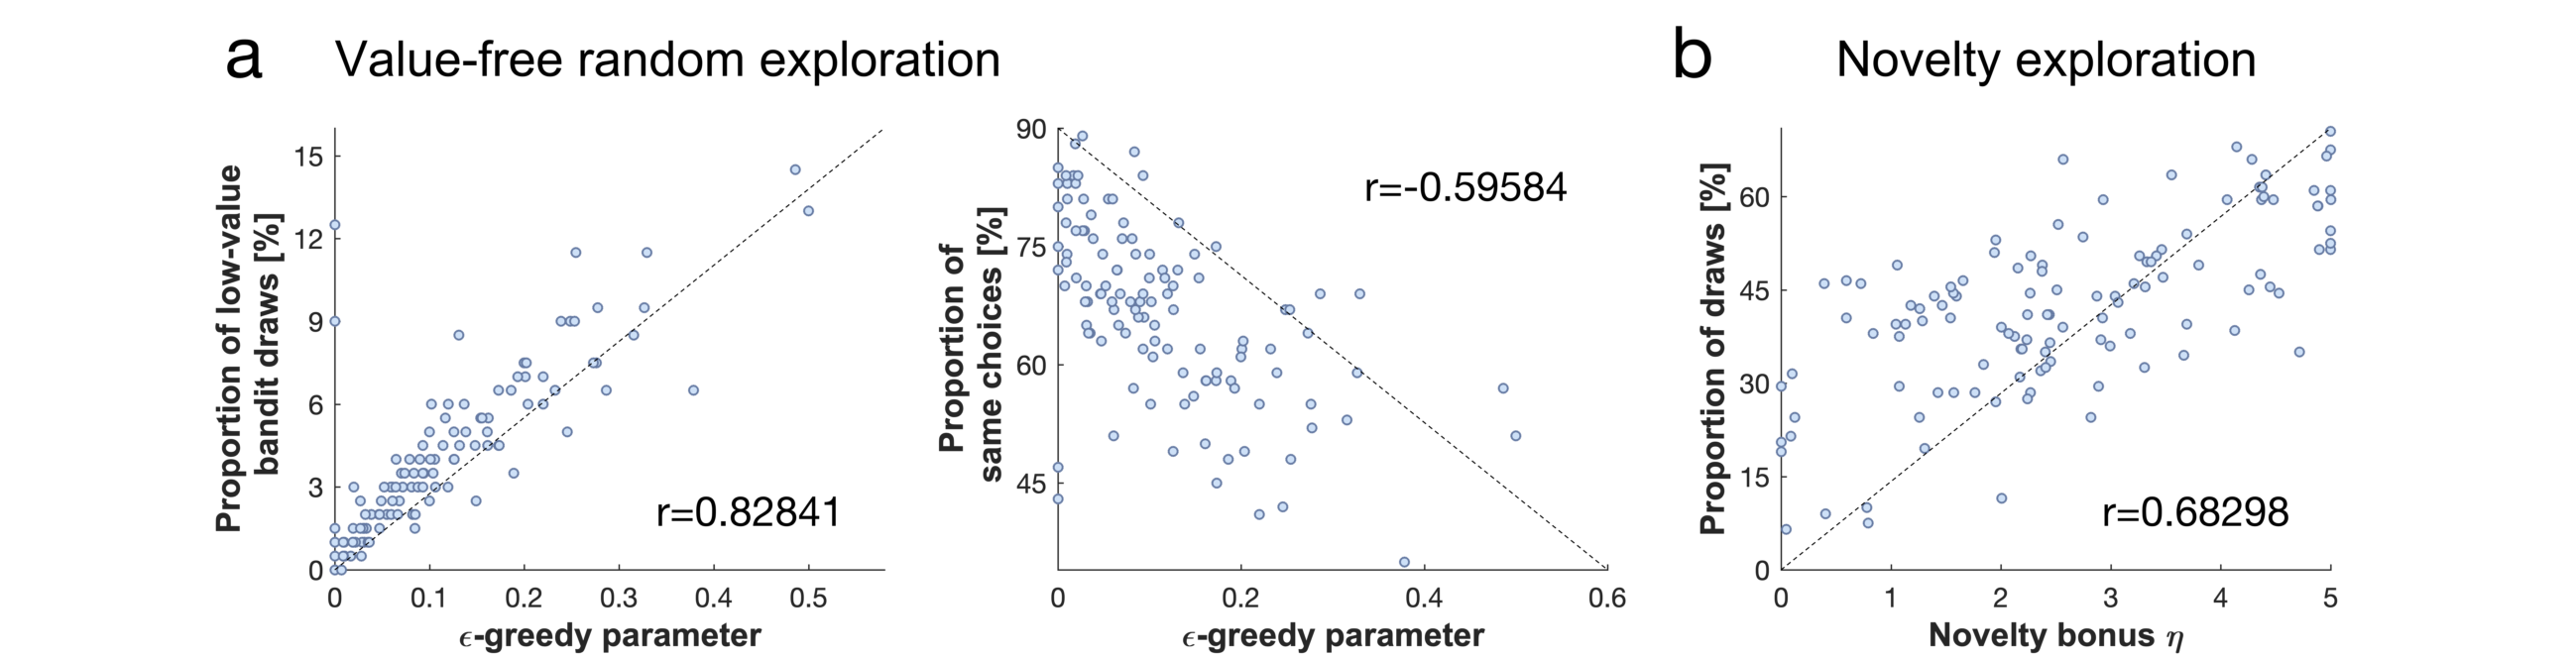 a Value-free random exploration
Proportion of low-value
bandit draws [%]
15
12
9
6
3
0
r=0.82841
0 0.1 0.2 0.3 0.4 0.5
ϵ-greedy parameter
Proportion of
same choices [%]
90
75
60
45
r=-0.59584
0 0.2 0.4 0.6
ϵ-greedy parameter
b Novelty exploration
Proportion of draws [%]
60
45
30
15
0
r=0.68298
0 1 2 3 4 5
Novelty bonus η